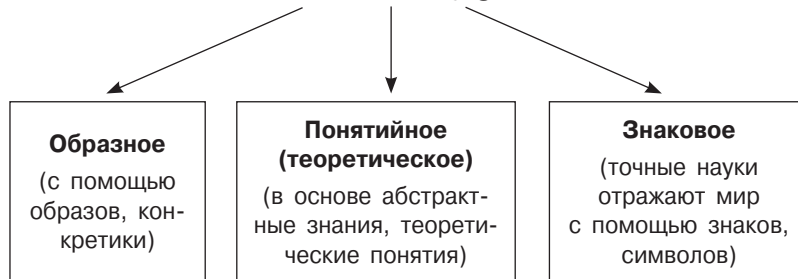 Образное
(с помощью
образов, кон-
кретики)
Понятийное
(теоретическое)
(в основе абстракт-
ные знания, теорети-
ческие понятия)
Знаковое
(точные науки
отражают мир
с помощью знаков,
символов)